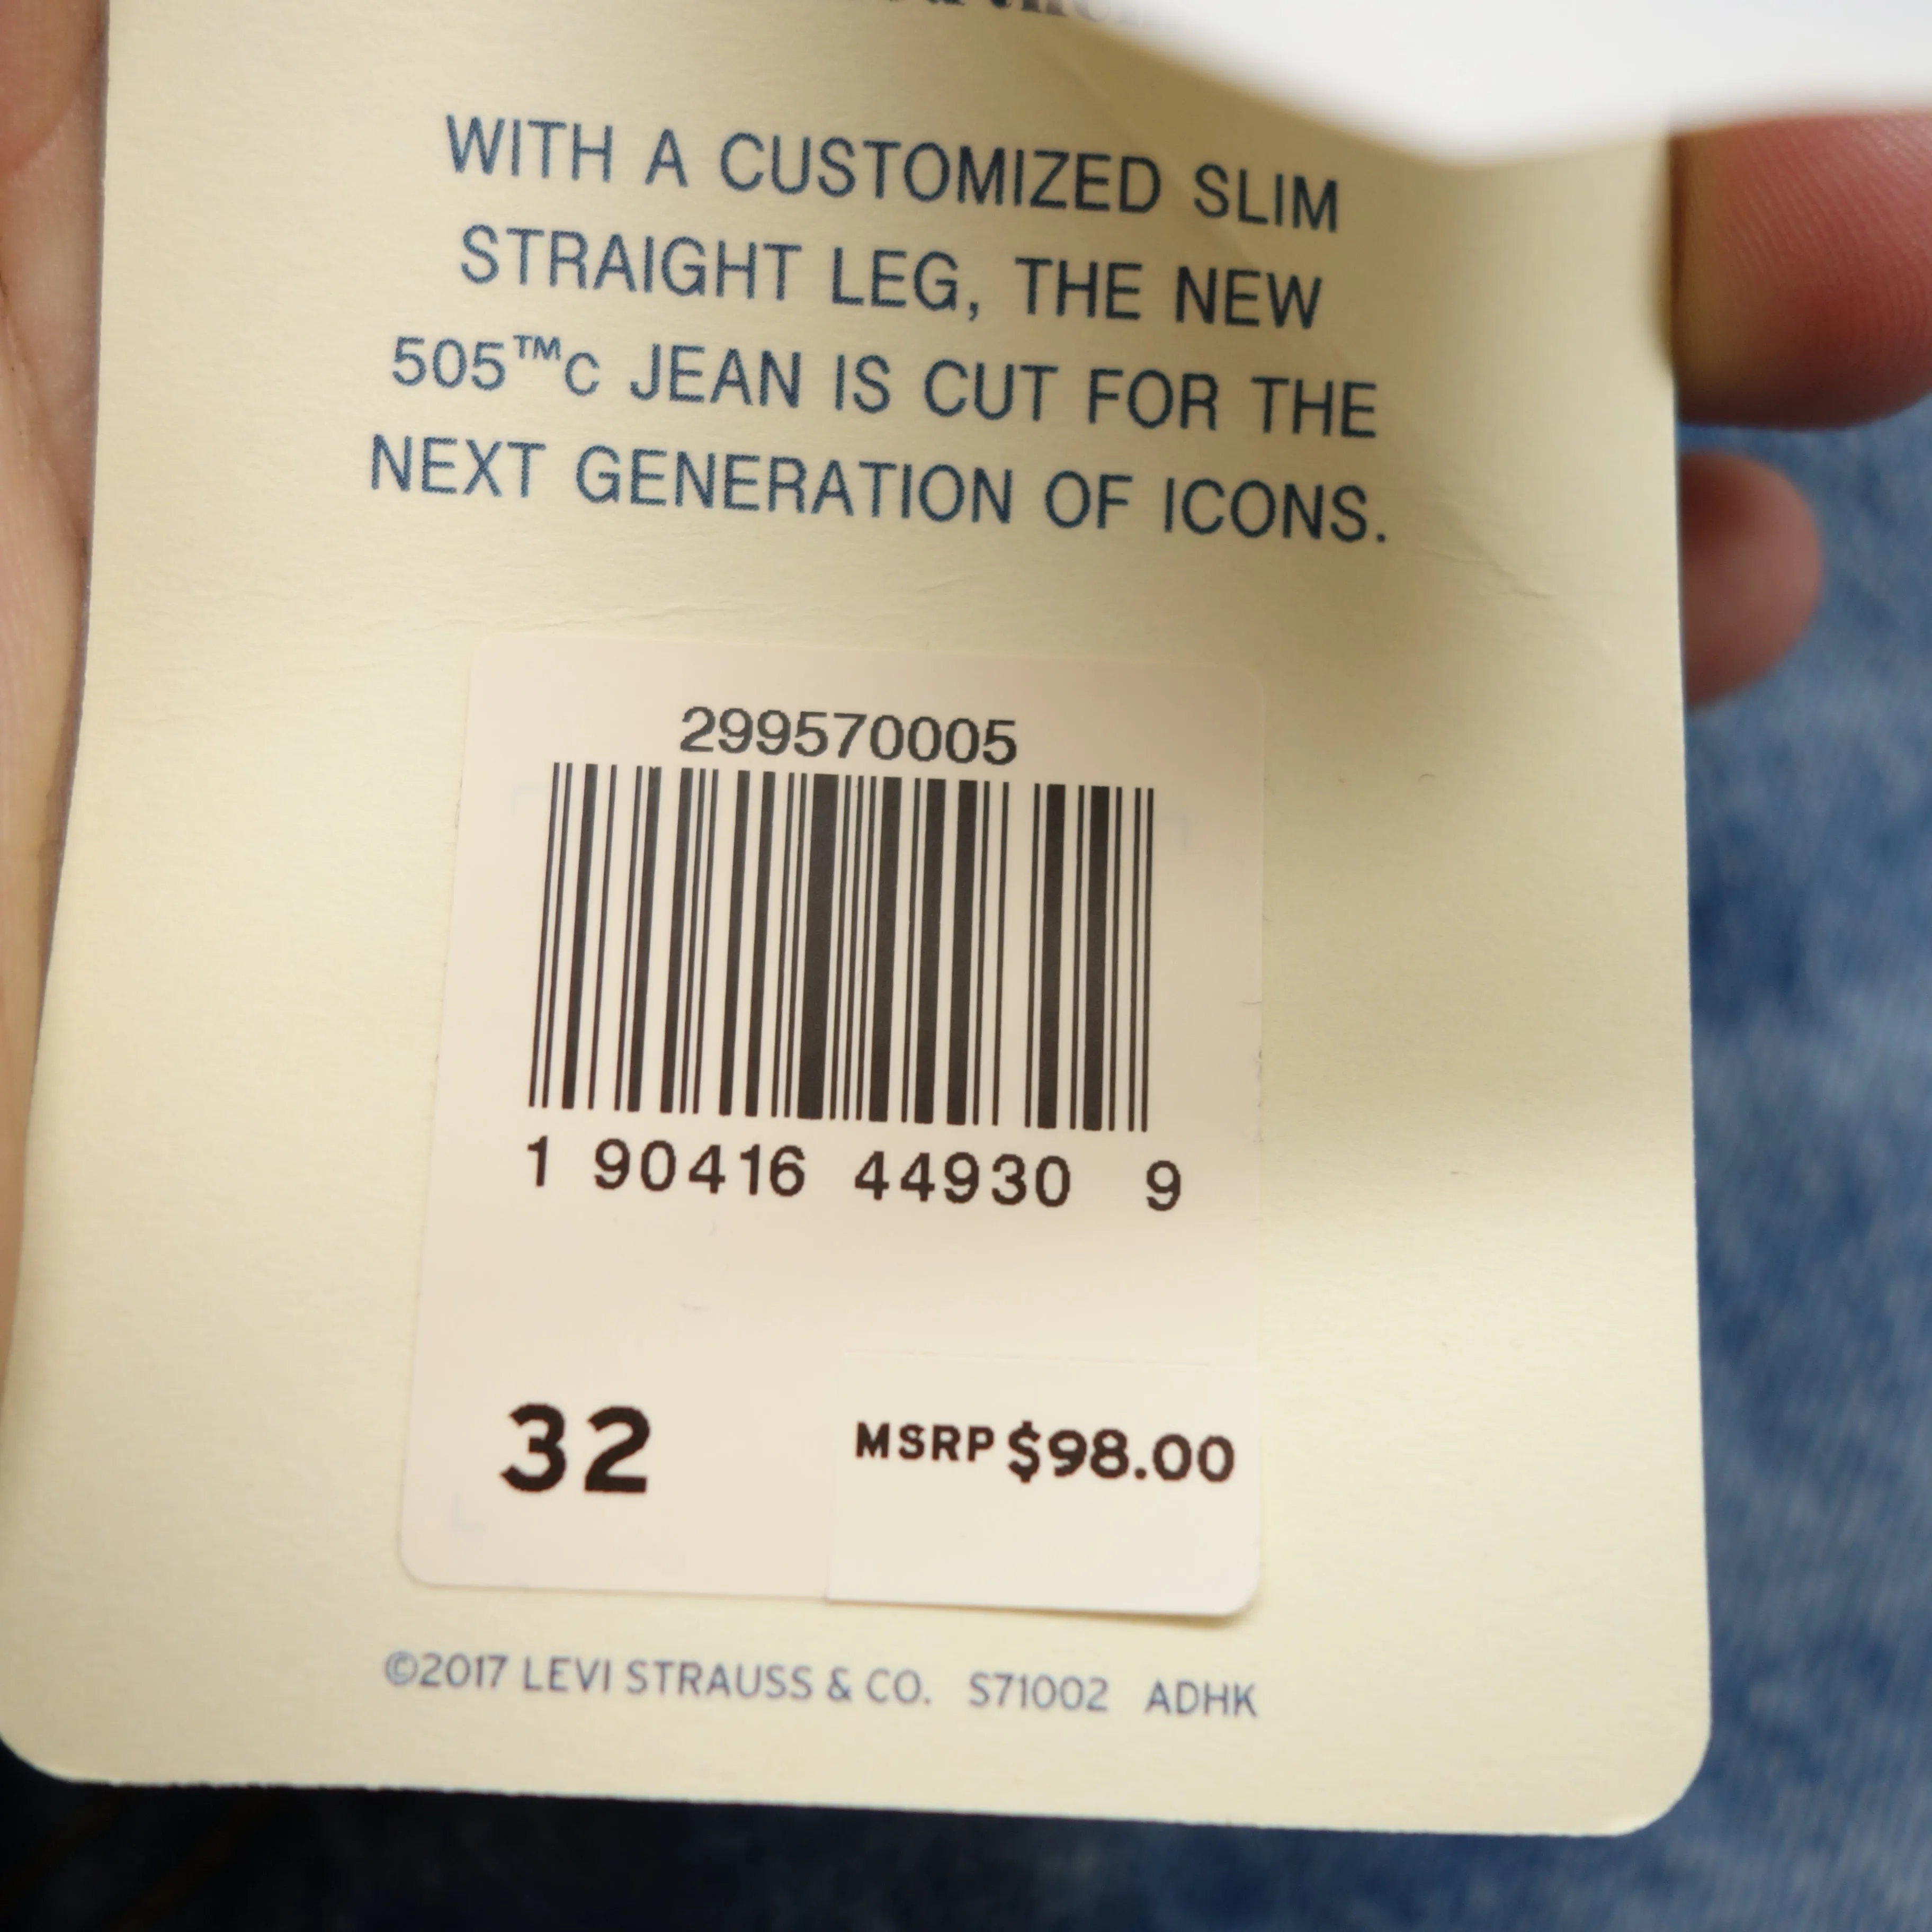 WITH A CUSTOMIZED SLIM
STRAIGHT LEG, THE NEW
505™c JEAN IS CUT FOR THE
NEXT GENERATION OF ICONS.
299570005
1 90416 44930 9
32 MSRP $98.00
©2017 LEVI STRAUSS & CO. S71002 ADHK